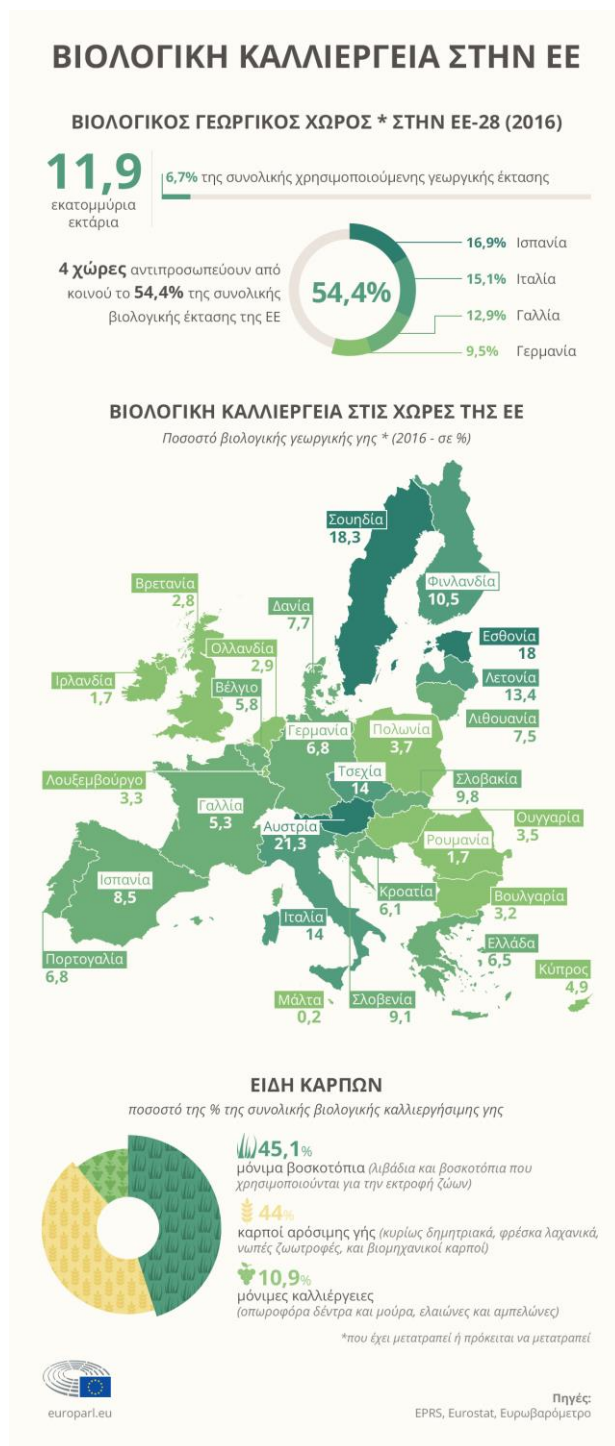 ΒΙΟΛΟΓΙΚΗ ΚΑΛΛΙΕΡΓΕΙΑ ΣΤΗΝ ΕΕ
ΒΙΟΛΟΓΙΚΟΣ ΓΕΩΡΓΙΚΟΣ ΧΩΡΟΣ * ΣΤΗΝ ΕΕ-28 (2016)
11,9
εκατομμύρια
εκτάρια
6,7% της συνολικής χρησιμοποιούμενης γεωργικής έκτασης
4 χώρες αντιπροσωπεύουν από
κοινού το 54,4% της συνολικής
βιολογικής έκτασης της ΕΕ
54,4%
16,9% Ισπανία
15,1% Ιταλία
12,9% Γαλλία
9,5% Γερμανία
ΒΙΟΛΟΓΙΚΗ ΚΑΛΛΙΕΡΓΕΙΑ ΣΤΙΣ ΧΩΡΕΣ ΤΗΣ ΕΕ
Ποσοστό βιολογικής γεωργικής γης * (2016 - σε %)
Σουηδία
18,3
Φινλανδία
10,5
Βρετανία
2,8
Δανία
7,7
Εσθονία
18
Ολλανδία
2,9
Ιρλανδία
1,7
Βέλγιο
5,8
Λετονία
13,4
Λιθουανία
7,5
Γερμανία
6,8
Πολωνία
3,7
Τσεχία
14
Λουξεμβούργο
3,3
Σλοβακία
9,8
Γαλλία
5,3
Αυστρία
21,3
Ουγγαρία
3,5
Ρουμανία
1,7
Ισπανία
8,5
Κροατία
6,1
Βουλγαρία
3,2
Ιταλία
14
Ελλάδα
6,5
Πορτογαλία
6,8
Κύπρος
4,9
Μάλτα
0,2
Σλοβενία
9,1
ΕΙΔΗ ΚΑΡΠΩΝ
ποσοστό της % της συνολικής βιολογικής καλλιεργήσιμης γης
45,1%
μόνιμα βοσκοτόπια (λιβάδια και βοσκοτόπια που
χρησιμοποιούνται για την εκτροφή ζώων)
44%
καρποί αρόσιμης γής (κυρίως δημητριακά, φρέσκα λαχανικά,
νωπές ζωωτροφές, και βιομηχανικοί καρποί)
10,9%
μόνιμες καλλιέργειες
(οπωροφόρα δέντρα και μούρα, ελαιώνες και αμπελώνες)
*που έχει μετατραπεί ή πρόκειται να μετατραπεί
europarl.eu
Πηγές:
EPRS, Eurostat, Ευρωβαρόμετρο